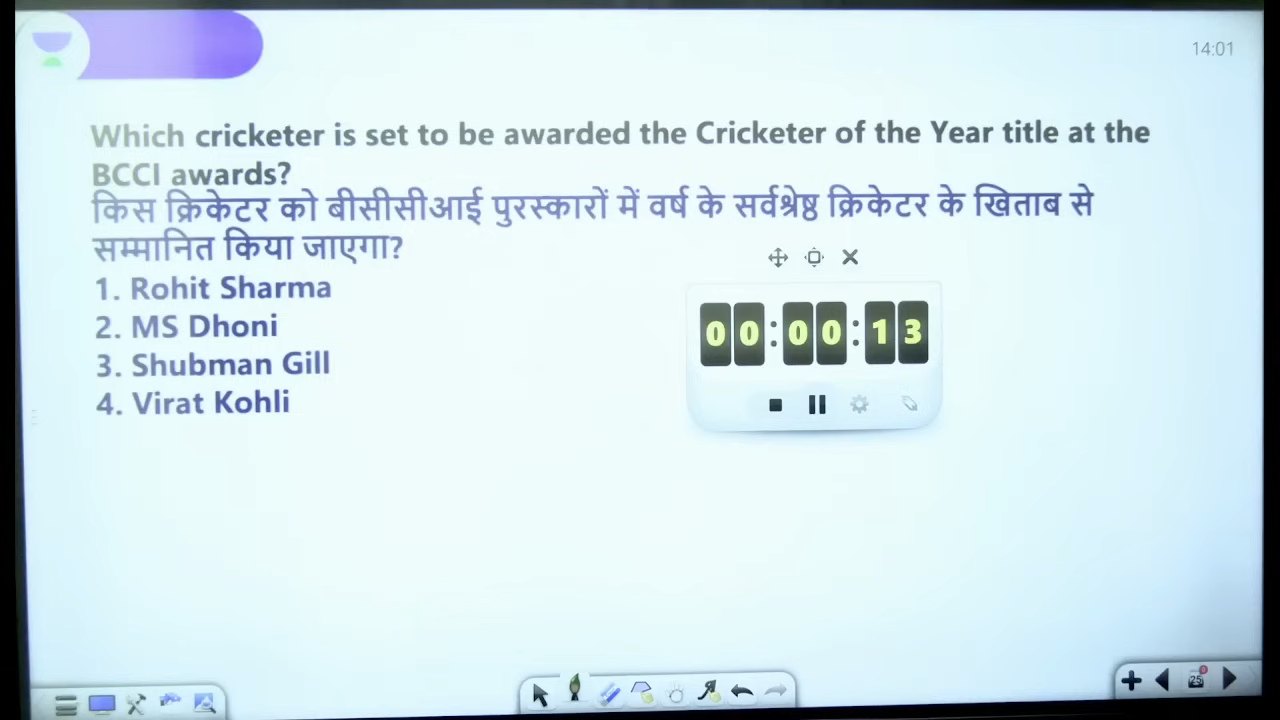 14:01
Which cricketer is set to be awarded the Cricketer of the Year title at the
BCCI awards?
किस क्रिकेटर को बीसीसीआई पुरस्कारों में वर्ष के सर्वश्रेष्ठ क्रिकेटर के खिताब से
सम्मानित किया जाएगा?
1. Rohit Sharma
2. MS Dhoni
3. Shubman Gill
4. Virat Kohli
00:00:13
25